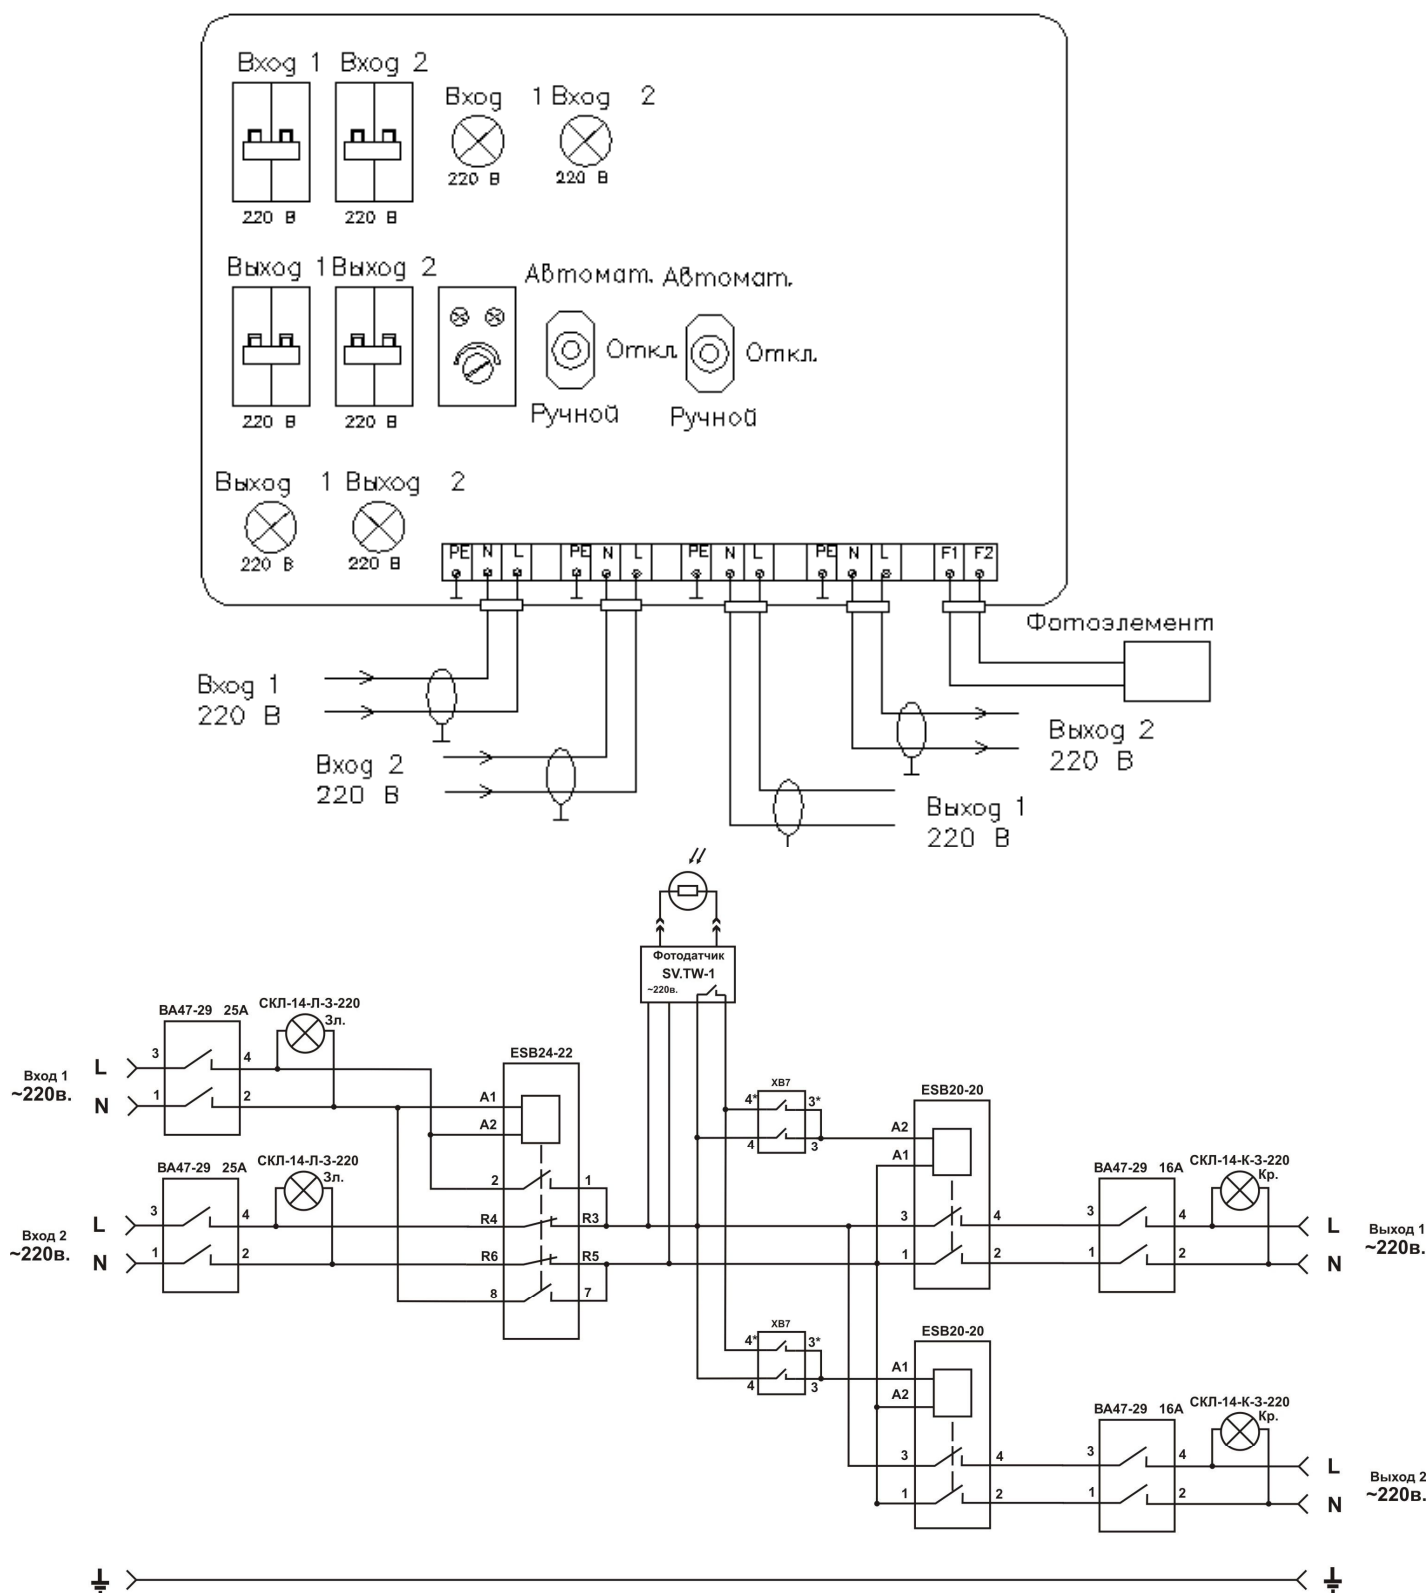 Вход 1 Вход 2
Вход 1 Вход 2
220 В 220 В
220 В 220 В
Выход 1 Выход 2
Автомат. Автомат.
Откл. Откл.
Ручной Ручной
220 В 220 В
Выход 1 Выход 2
220 В 220 В
PE N L PE N L PE N L PE N L F1 F2
Фотоэлемент
Вход 1
220 В
Выход 2
220 В
Вход 2
220 В
Выход 1
220 В
Фотодатчик
SV.TW-1
~220в.
ВА47-29 25А
СКЛ-14-Л-З-220
Зл.
3 4
L
Вход 1
~220в.
N
1 2
ESB24-22
A1
A2
2 1
R4 R3
R6 R5
8 7
ВА47-29 25А
СКЛ-14-Л-З-220
Зл.
3 4
L
Вход 2
~220в.
N
1 2
ХВ7
4* 3*
4 3
ESB20-20
A2
A1
3 4
1 2
ВА47-29 16А
СКЛ-14-К-З-220
Кр.
3 4
1 2
L
Выход 1
~220в.
N
ХВ7
4* 3*
4 3
ESB20-20
A1
A2
3 4
1 2
ВА47-29 16А
СКЛ-14-К-З-220
Кр.
3 4
1 2
L
Выход 2
~220в.
N